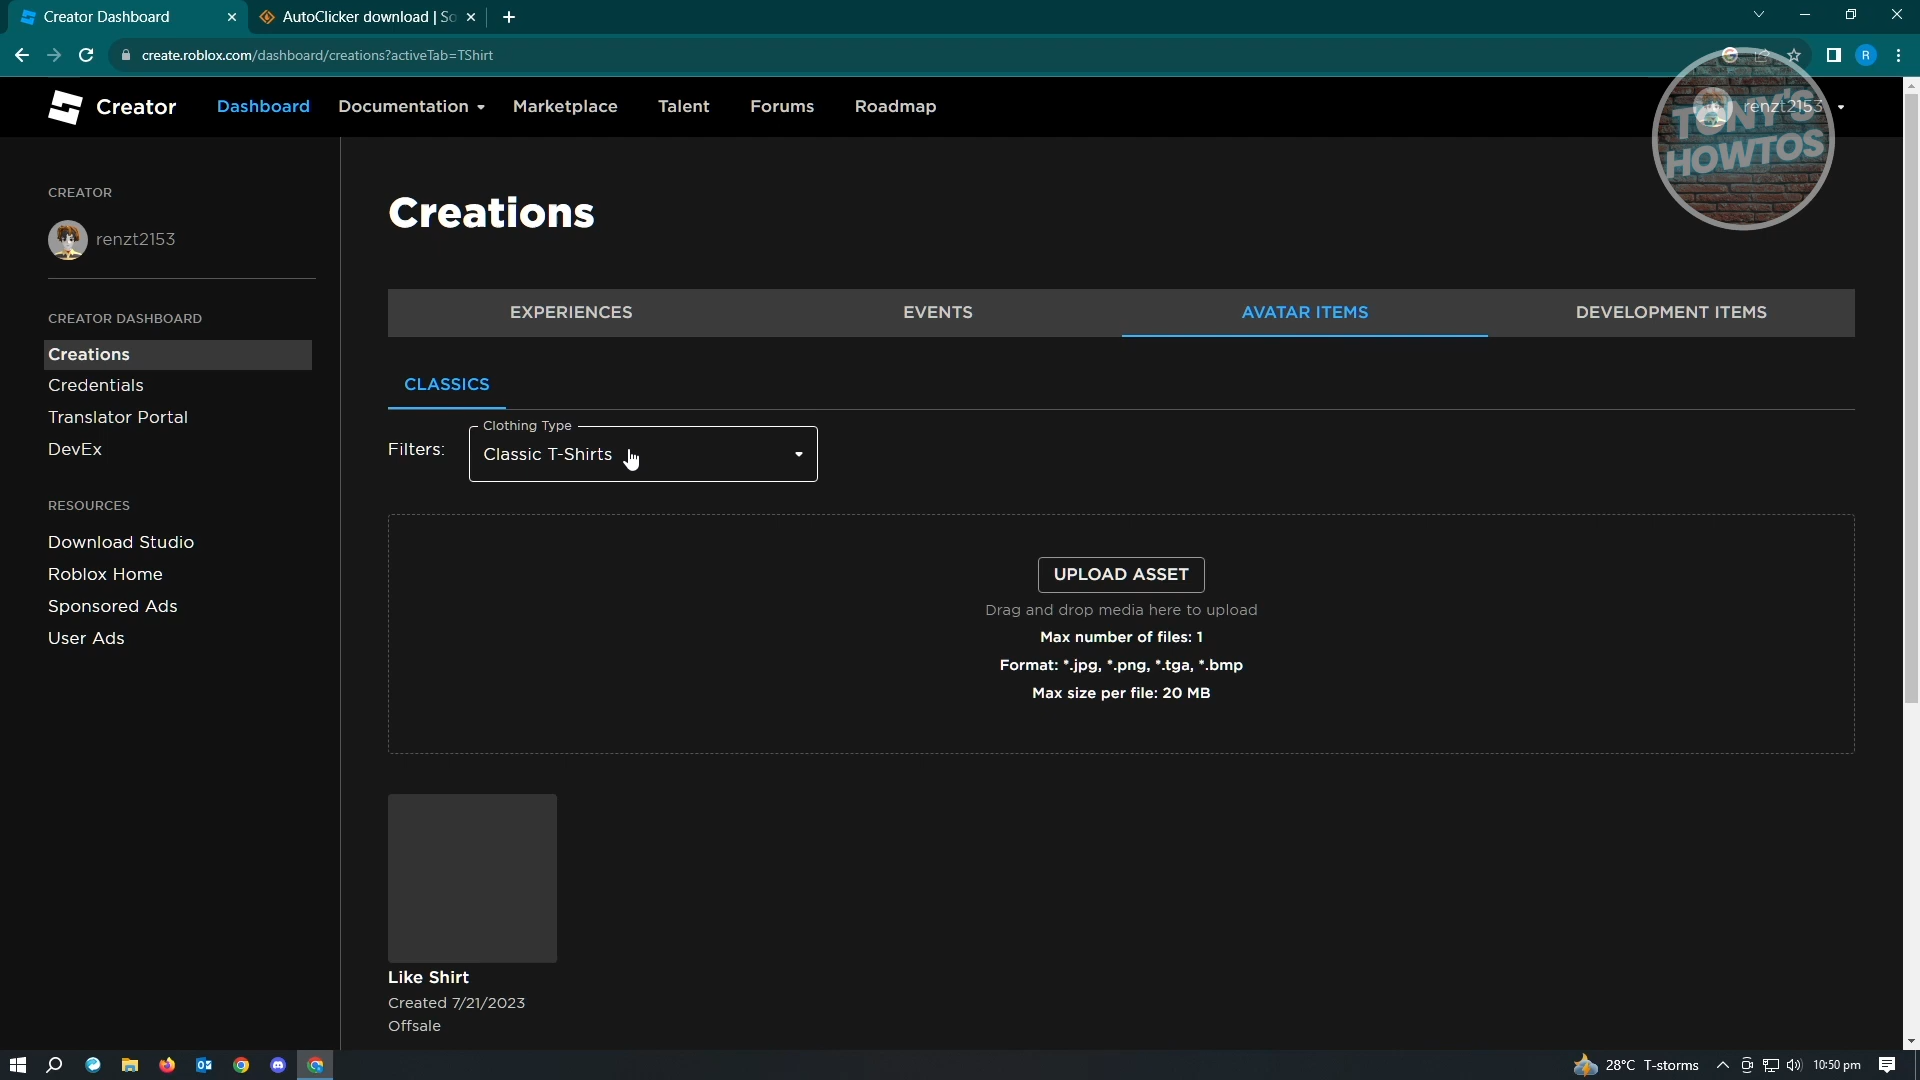 Creator Dashboard
AutoClicker download | So
create.roblox.com/dashboard/creations?activeTab=TShirt
R
Creator
Dashboard
Documentation
Marketplace
Talent
Forums
Roadmap
renzt2153
TONY'S
HOWTOS
CREATOR
renzt2153
CREATOR DASHBOARD
Creations
Credentials
Translator Portal
DevEx
RESOURCES
Download Studio
Roblox Home
Sponsored Ads
User Ads
Creations
EXPERIENCES
EVENTS
AVATAR ITEMS
DEVELOPMENT ITEMS
CLASSICS
Filters:
Clothing Type
Classic T-Shirts
UPLOAD ASSET
Drag and drop media here to upload
Max number of files: 1
Format: *.jpg, *.png, *.tga, *.bmp
Max size per file: 20 MB
Like Shirt
Created 7/21/2023
Offsale
28°C T-storms
10:50 pm